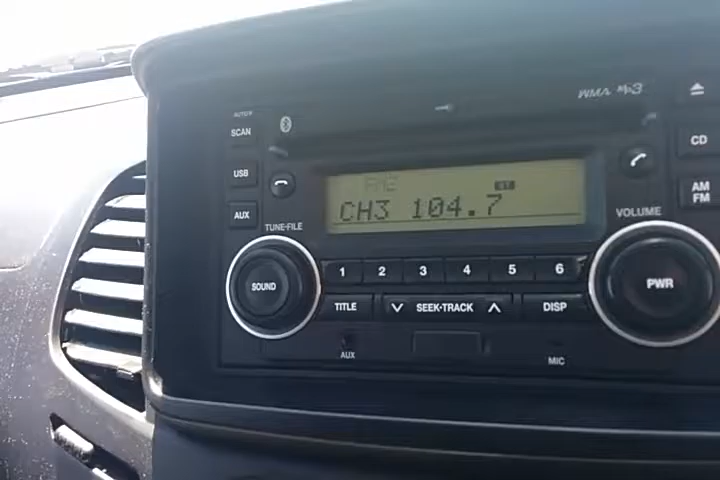 WMA MP3
AUTO
SCAN
CD
USB
FM2
ST
AM
FM
CH3 104.7
AUX
VOLUME
TUNE·FILE
1 2 3 4 5 6
SOUND
PWR
TITLE
SEEK·TRACK
DISP
AUX
MIC